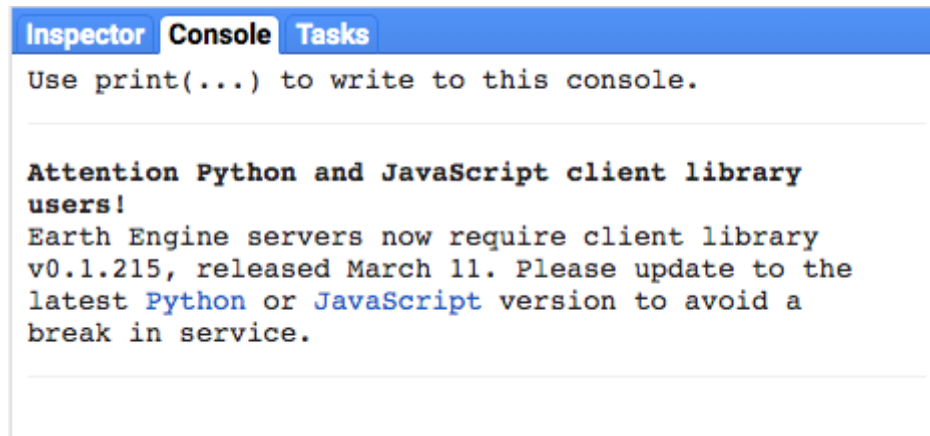 Inspector Console Tasks
Use print(...) to write to this console.
Attention Python and JavaScript client library
users!
Earth Engine servers now require client library
v0.1.215, released March 11. Please update to the
latest Python or JavaScript version to avoid a
break in service.